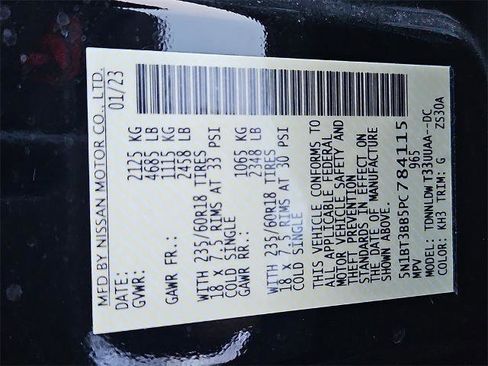 MFD BY NISSAN MOTOR CO., LTD.
DATE: 01/23
GVWR: 2125 KG
4685 LB
GAWR FR.: 1115 KG
2458 LB
WITH 235/60R18 TIRES
18 x 7.5 RIMS AT 33 PSI
COLD SINGLE
GAWR RR.: 1065 KG
2348 LB
WITH 235/60R18 TIRES
18 x 7.5 RIMS AT 30 PSI
COLD SINGLE
THIS VEHICLE CONFORMS TO
ALL APPLICABLE FEDERAL
MOTOR VEHICLE SAFETY AND
THEFT PREVENTION
STANDARDS IN EFFECT ON
THE DATE OF MANUFACTURE
SHOWN ABOVE.
5N1BT3BB5PC784115
MPV 965
MODEL: TDNNLDW T33UUAA--DC
COLOR: KH3 TRIM: G ZS30A